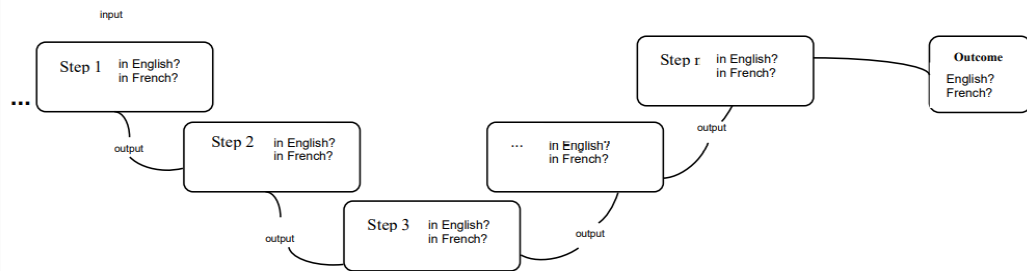 input
...
Step 1
in English?
in French?
output
Step 2
in English?
in French?
output
Step 3
in English?
in French?
output
...
in English?
in French?
output
Step r
in English?
in French?
Outcome
English?
French?